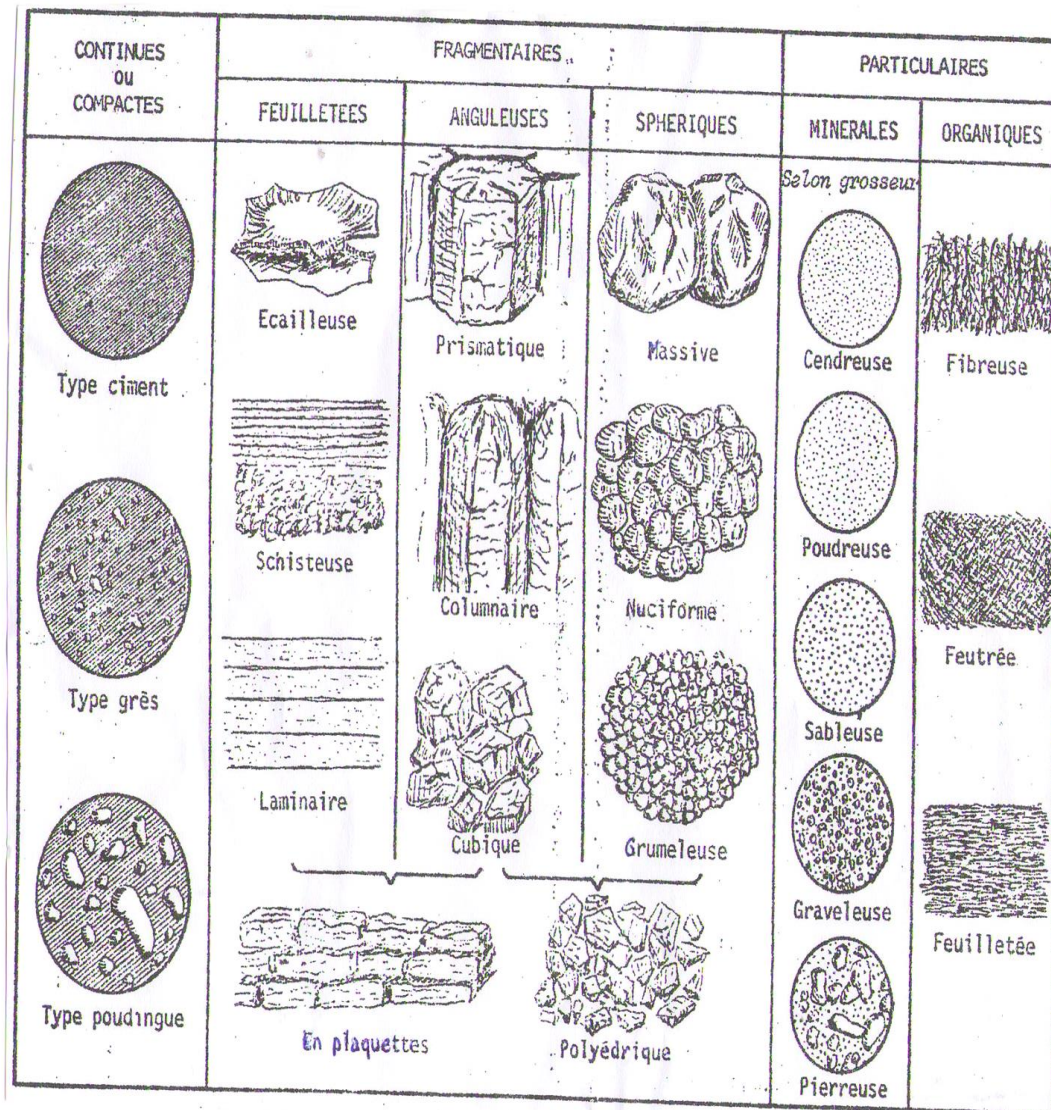 CONTINUES
ou
COMPACTES
FRAGMENTAIRES
PARTICULAIRES
FEUILLETEES
ANGULEUSES
SPHERIQUES
MINERALES
ORGANIQUES
Type ciment
Type grès
Type poudingue
Ecailleuse
Schisteuse
Laminaire
Prismatique
Columnaire
Cubique
Massive
Nuciforme
Grumeleuse
En plaquettes
Polyédrique
Selon grosseur
Cendreuse
Poudreuse
Sableuse
Graveleuse
Pierreuse
Fibreuse
Feutrée
Feuilletée